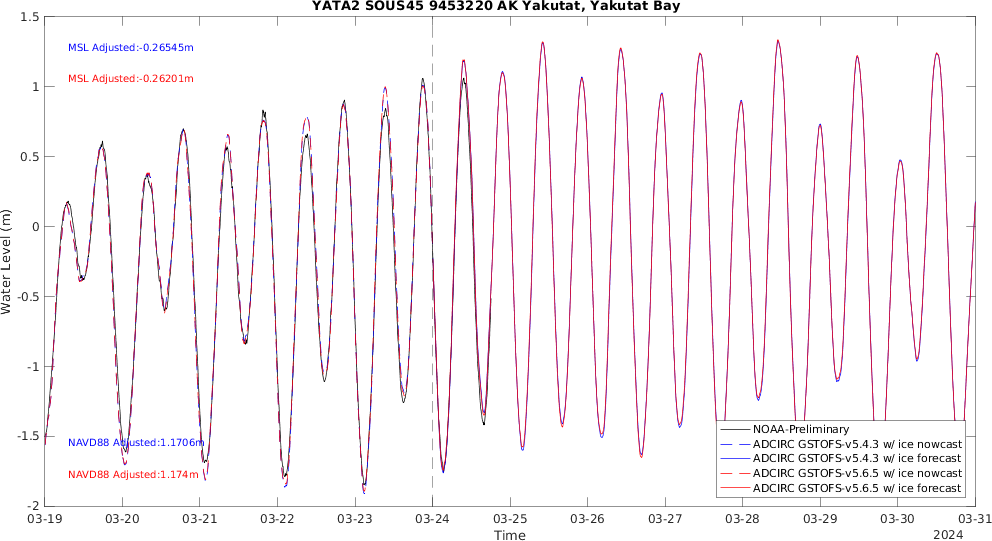 YATA2 SOUS45 9453220 AK Yakutat, Yakutat Bay
1.5
1
0.5
0
-0.5
-1
-1.5
-2
Water Level (m)
MSL Adjusted:-0.26545m
MSL Adjusted:-0.26201m
NAVD88 Adjusted:1.1706m
NAVD88 Adjusted:1.174m
NOAA-Preliminary
ADCIRC GSTOFS-v5.4.3 w/ ice nowcast
ADCIRC GSTOFS-v5.4.3 w/ ice forecast
ADCIRC GSTOFS-v5.6.5 w/ ice nowcast
ADCIRC GSTOFS-v5.6.5 w/ ice forecast
03-19 03-20 03-21 03-22 03-23 03-24 03-25 03-26 03-27 03-28 03-29 03-30 03-31
Time
2024